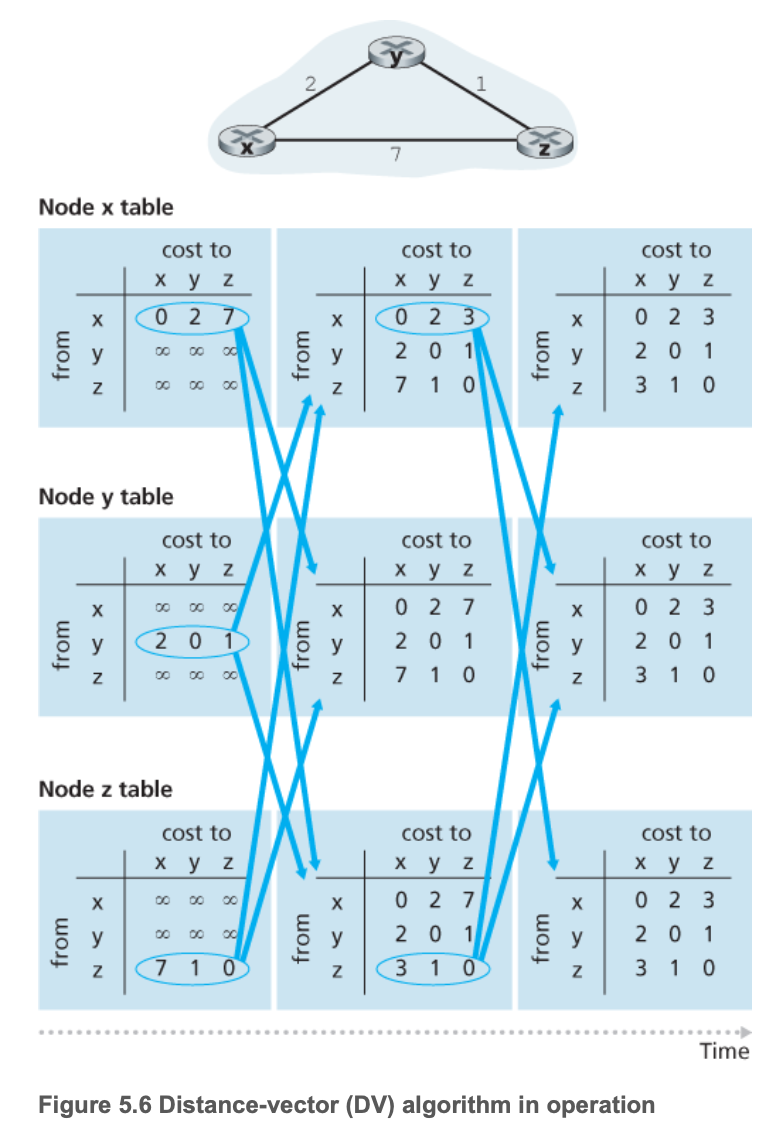 y
2
1
x
z
7
Node x table
cost to
x y z
from
x 0 2 7
y ∞ ∞ ∞
z ∞ ∞ ∞
cost to
x y z
from
x 0 2 3
y 2 0 1
z 7 1 0
cost to
x y z
from
x 0 2 3
y 2 0 1
z 3 1 0
Node y table
cost to
x y z
from
x ∞ ∞ ∞
y 2 0 1
z ∞ ∞ ∞
cost to
x y z
from
x 0 2 7
y 2 0 1
z 7 1 0
cost to
x y z
from
x 0 2 3
y 2 0 1
z 3 1 0
Node z table
cost to
x y z
from
x ∞ ∞ ∞
y ∞ ∞ ∞
z 7 1 0
cost to
x y z
from
x 0 2 7
y 2 0 1
z 3 1 0
cost to
x y z
from
x 0 2 3
y 2 0 1
z 3 1 0
Time
Figure 5.6 Distance-vector (DV) algorithm in operation